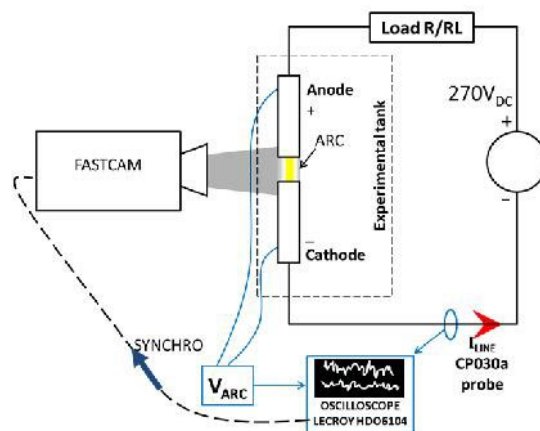 Load R/RL
Anode
+
270V DC
+
ARC
FASTCAM
Experimental tank
−
−
Cathode
SYNCHRO
I LINE
CP030a
probe
V ARC
OSCILLOSCOPE
LECROY HDO6104